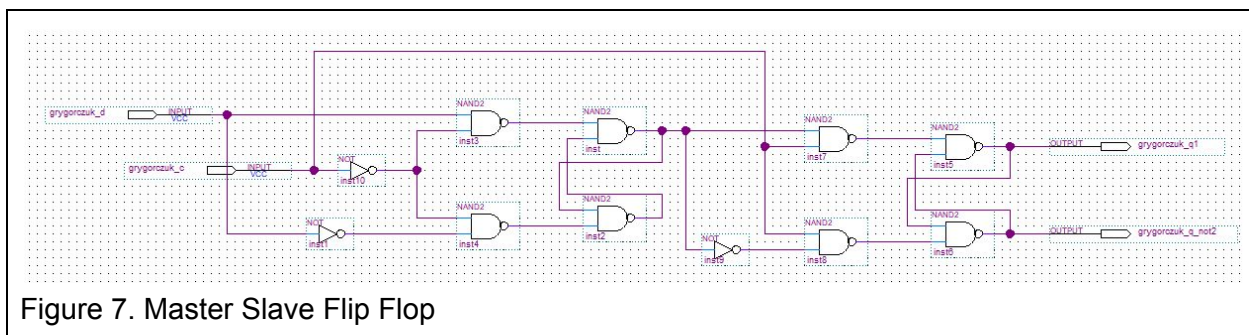 grygorczuk_d INPUT VCC
NAND2 inst3
NAND2 inst
NAND2 inst7
NAND2 inst5
OUTPUT grygorczuk_q1
grygorczuk_c INPUT VCC
NOT inst10
NOT inst1
NAND2 inst4
NAND2 inst2
NOT inst9
NAND2 inst8
NAND2 inst6
OUTPUT grygorczuk_q_not2
Figure 7. Master Slave Flip Flop